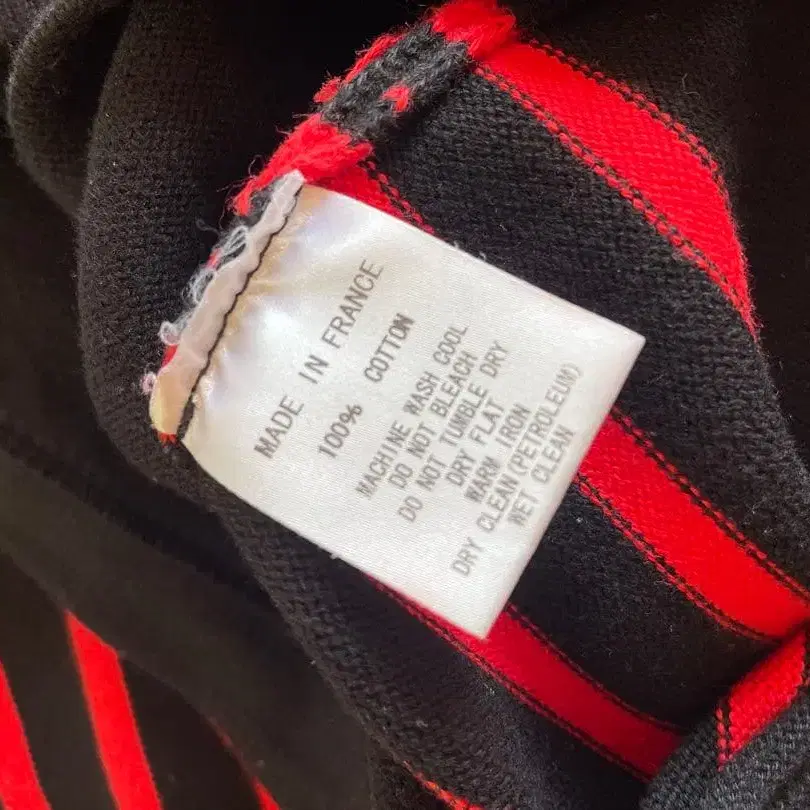 MADE IN FRANCE
100% COTTON
MACHINE WASH COOL
DO NOT BLEACH
DO NOT TUMBLE DRY
DRY FLAT
WARM IRON
DRY CLEAN(PETROLEUM)
WET CLEAN